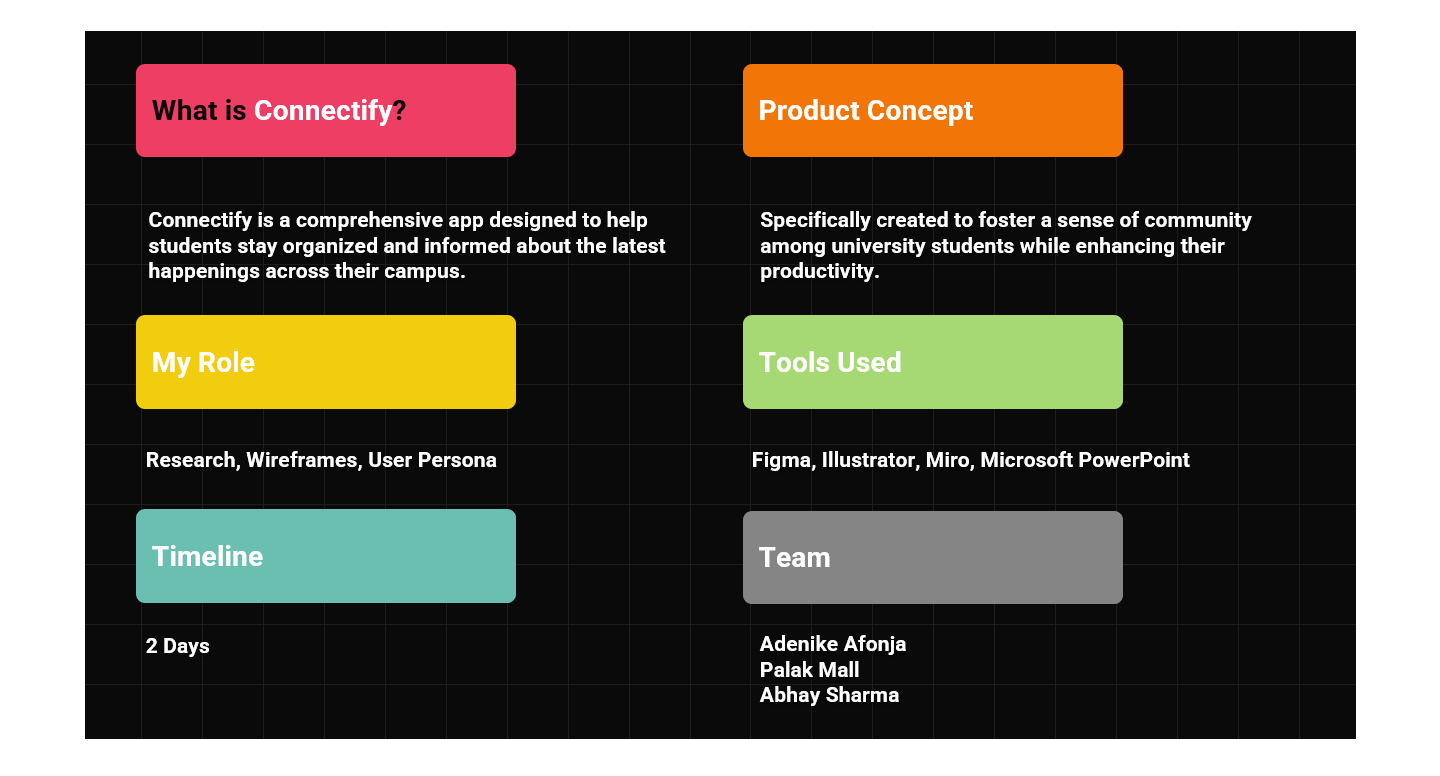 What is Connectify?
Connectify is a comprehensive app designed to help
students stay organized and informed about the latest
happenings across their campus.
Product Concept
Specifically created to foster a sense of community
among university students while enhancing their
productivity.
My Role
Research, Wireframes, User Persona
Tools Used
Figma, Illustrator, Miro, Microsoft PowerPoint
Timeline
2 Days
Team
Adenike Afonja
Palak Mall
Abhay Sharma